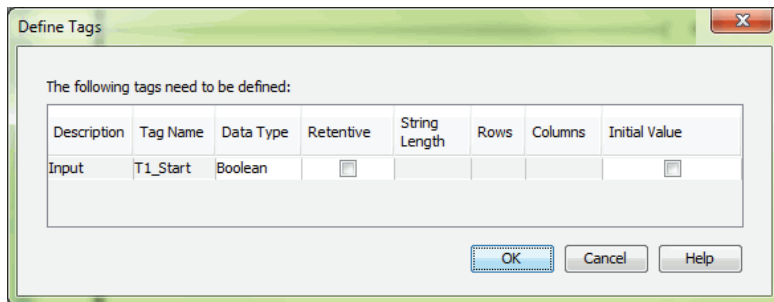 Define Tags
The following tags need to be defined:
Description Tag Name Data Type Retentive String Length Rows Columns Initial Value
Input T1_Start Boolean
OK Cancel Help